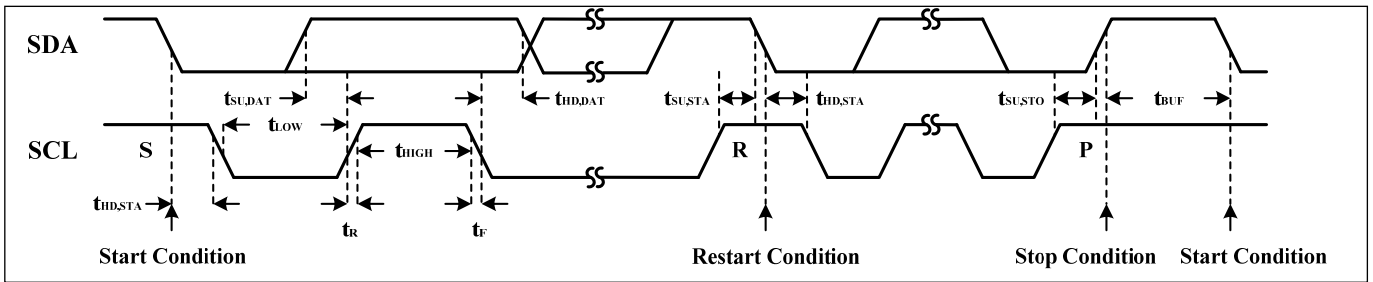 SDA
tSU,DAT
tHD,DAT
tSU,STA
tHD,STA
tSU,STO
tBUF
tLOW
SCL
S
tHIGH
R
P
tHD,STA
tR
tF
Start Condition
Restart Condition
Stop Condition
Start Condition